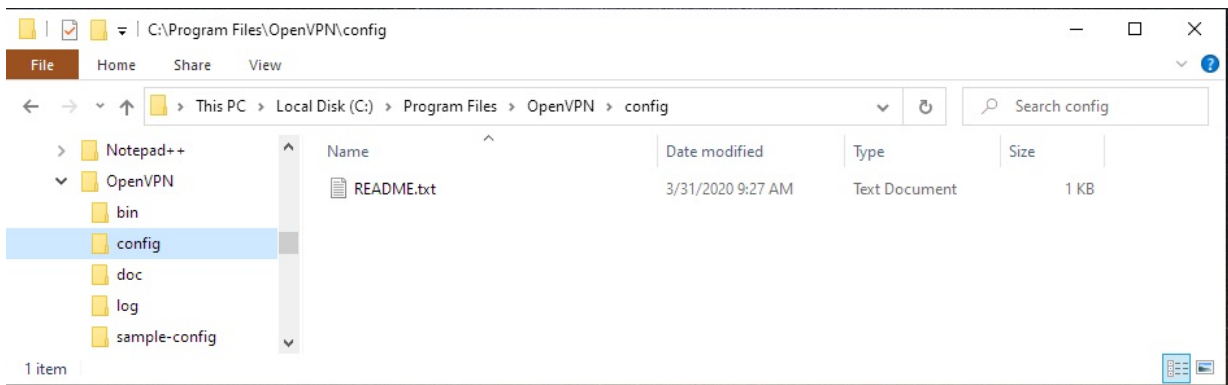 C:\Program Files\OpenVPN\config
File Home Share View
This PC > Local Disk (C:) > Program Files > OpenVPN > config
Search config
Notepad++
OpenVPN
bin
config
doc
log
sample-config
Name Date modified Type Size
README.txt 3/31/2020 9:27 AM Text Document 1 KB
1 item